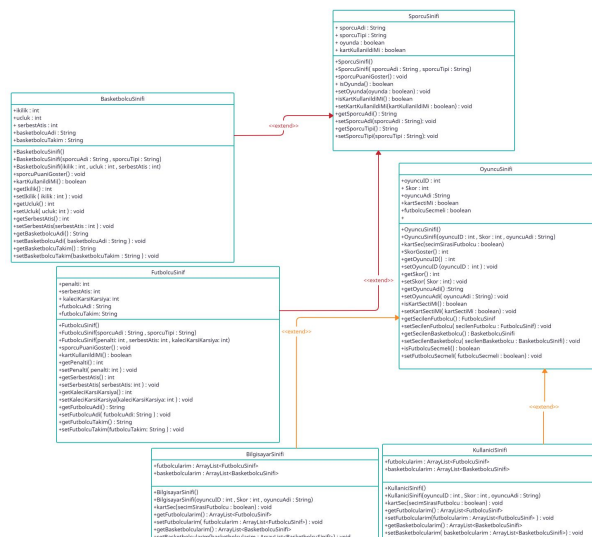 SporcuSinifi
+ sporcuAdi : String
+ sporcuTipi : String
+ oyunda : boolean
+ kartKullanildiMi : boolean
+SporcuSinifi()
+SporcuSinifi( sporcuAdi : String , sporcuTipi : String)
+sporcuPuaniGoster() : void
+ isOyunda() : boolean
+setOyunda(oyunda : boolean) : void
+isKartKullanildiMi() : boolean
+setKartKullanildiMi(kartKullanildiMi : boolean) : void
+getSporcuAdi() : String
+setSporcuAdi(sporcuAdi : String): void
+getSporcuTipi() : String
+setSporcuTipi(sporcuTipi : String): void
BasketbolcuSinifi
+ikilik : int
+ucluk : int
+ serbestAtis : int
+basketbolcuAdi : String
+basketbolcuTakim : String
+BasketbolcuSinifi()
+BasketbolcuSinifi(sporcuAdi : String , sporcuTipi : String)
+BasketbolcuSinifi(ikilik : int , ucluk : int , serbestAtis : int)
+sporcuPuaniGoster() : void
+kartKullanildiMi() : boolean
+getIkilik() : int
+setIkilik ( ikilik : int ) : void
+getUcluk() : int
+setUcluk( ucluk : int ) : void
+getSerbestAtis() : int
+setSerbestAtis(serbestAtis : int ) : void
+getBasketbolcuAdi() : String
+setBasketbolcuAdi( basketbolcuAdi : String ) : void
+getBasketbolcuTakim() : String
+setBasketbolcuTakim(basketbolcuTakim : String ) : void
<<extend>>
OyuncuSinifi
+oyuncuID : int
+ Skor : int
+oyuncuAdi :String
+kartSectiMi : boolean
+futbolcuSecmeli : boolean
+
+OyuncuSinifi()
+OyuncuSinifi(oyuncuID : int , Skor : int , oyuncuAdi : String)
+kartSec(secimSirasiFutbolcu : boolean)
+SkorGoster() : int
+getOyuncuID() : int
+setOyuncuID (oyuncuID : int ) : void
+getSkor() : int
+setSkor( Skor : int) : void
+getOyuncuAdi() :String
+setOyuncuAdi( oyuncuAdi : String) : void
+isKartSectiMi() : boolean
+setKartSectiMi( kartSectiMi : boolean) : void
+getSecilenFutbolcu() : FutbolcuSinif
+setSecilenFutbolcu( secilenFutbolcu : FutbolcuSinif) : void
+getSecilenBasketbolcu() : BasketbolcuSinifi
+setSecilenBasketbolcu( secilenBasketbolcu : BasketbolcuSinifi) : void
+isFutbolcuSecmeli() : boolean
+setFutbolcuSecmeli( futbolcuSecmeli : boolean) : void
FutbolcuSinif
+penalti: int
+serbestAtis: int
+ kaleciKarsiKarsiya: int
+futbolcuAdi : String
+futbolcuTakim: String
+FutbolcuSinif()
+FutbolcuSinif(sporcuAdi : String , sporcuTipi : String)
+FutbolcuSinif(penalti: int , serbestAtis: int , kaleciKarsiKarsiya: int)
+sporcuPuaniGoster() : void
+kartKullanildiMi() : boolean
+getPenalti() : int
+setPenalti( penalti: int ) : void
+getSerbestAtis() : int
+setSerbestAtis( serbestAtis: int ) : void
+getKaleciKarsiKarsiya() : int
+setKaleciKarsiKarsiya(kaleciKarsiKarsiya: int ) : void
+getFutbolcuAdi() : String
+setFutbolcuAdi( futbolcuAdi : String ) : void
+getFutbolcuTakim() : String
+setFutbolcuTakim(futbolcuTakim: String ) : void
<<extend>>
<<extend>>
<<extend>>
BilgisayarSinifi
+futbolcularim : ArrayList<FutbolcuSinif>
+basketbolcularim : ArrayList<BasketbolcuSinifi>
+BilgisayarSinifi()
+BilgisayarSinifi(oyuncuID : int , Skor : int , oyuncuAdi : String)
+kartSec(secimSirasiFutbolcu : boolean) : void
+getFutbolcularim() : ArrayList<FutbolcuSinif>
+setFutbolcularim( futbolcularim : ArrayList<FutbolcuSinif>) : void
+getBasketbolcularim() : ArrayList<BasketbolcuSinifi>
+setBasketbolcularim(basketbolcularim : ArrayList<BasketbolcuSinifi>) : void
KullaniciSinifi
+futbolcularim : ArrayList<FutbolcuSinif>
+basketbolcularim : ArrayList<BasketbolcuSinifi>
+KullaniciSinifi()
+KullaniciSinifi(oyuncuID : int , Skor : int , oyuncuAdi : String)
+kartSec(secimSirasiFutbolcu : boolean) : void
+getFutbolcularim() : ArrayList<FutbolcuSinif>
+setFutbolcularim(futbolcularim : ArrayList<FutbolcuSinif> ) : void
+getBasketbolcularim() : ArrayList<BasketbolcuSinifi>
+setBasketbolcularim( basketbolcularim : ArrayList<BasketbolcuSinifi>) : void